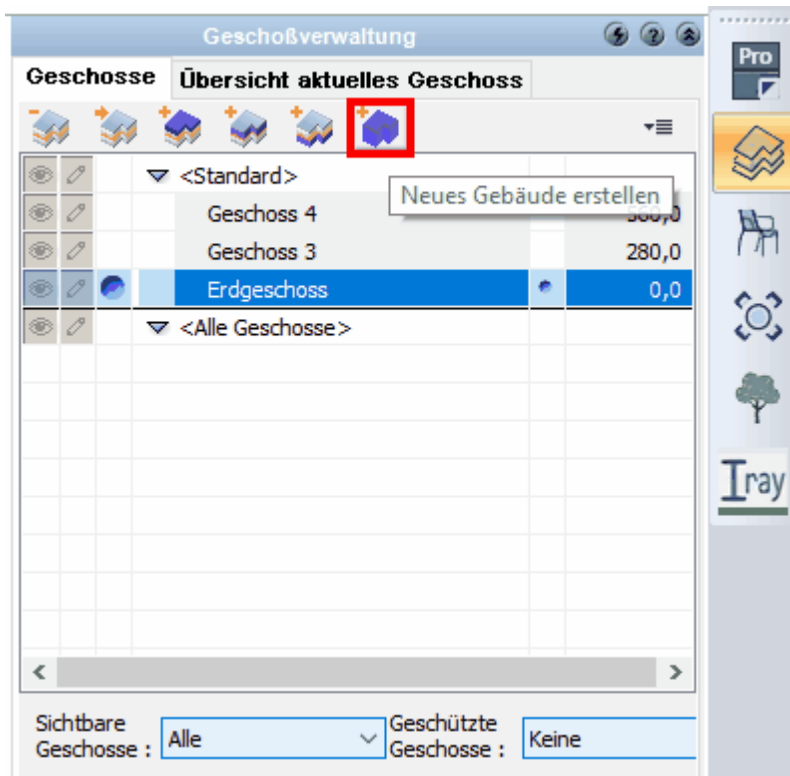 Geschoßverwaltung
Pro
Geschosse Übersicht aktuelles Geschoss
<Standard>
Neues Gebäude erstellen
Geschoss 4
Geschoss 3 280,0
Erdgeschoss 0,0
<Alle Geschosse>
Iray
Sichtbare Geschosse : Alle
Geschützte Geschosse : Keine